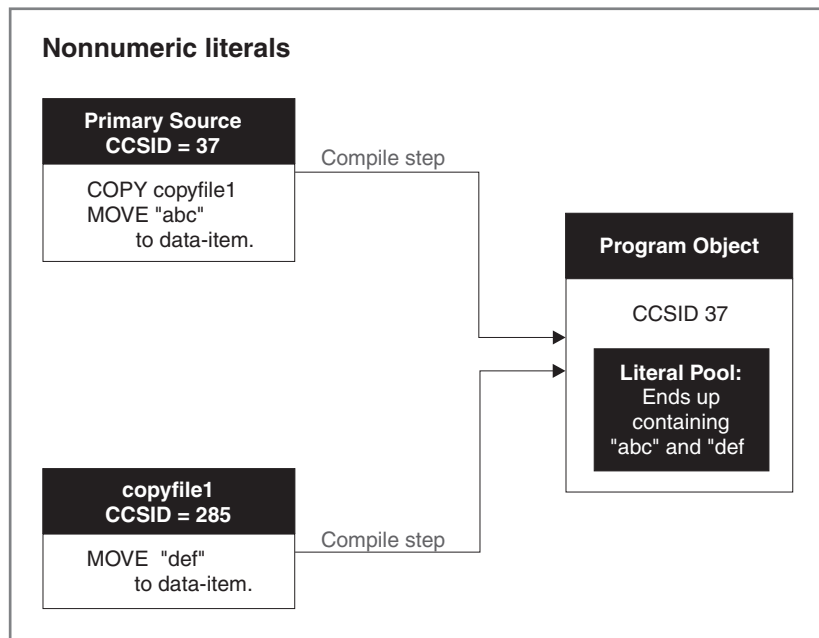 Nonnumeric literals
Primary Source
CCSID = 37
COPY copyfile1
MOVE "abc"
to data-item.
Compile step
Program Object
CCSID 37
Literal Pool:
Ends up
containing
"abc" and "def
copyfile1
CCSID = 285
MOVE "def"
to data-item.
Compile step